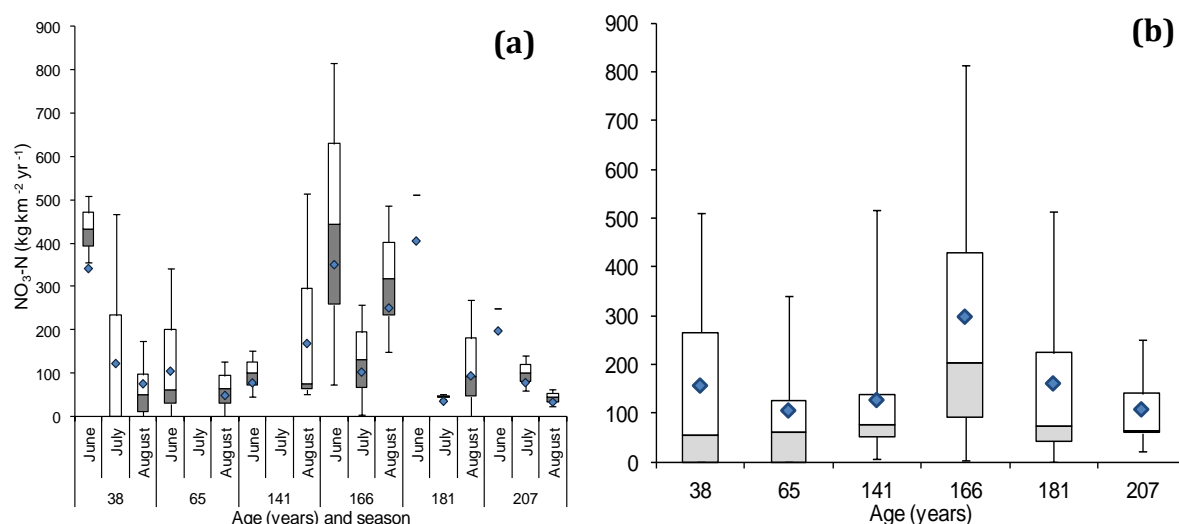 (a)
NO₃-N (kg km⁻² yr⁻¹)
900
800
700
600
500
400
300
200
100
0
June July August June July August June July August June July August June July August June July August
38 65 141 166 181 207
Age (years) and season
(b)
900
800
700
600
500
400
300
200
100
0
38 65 141 166 181 207
Age (years)